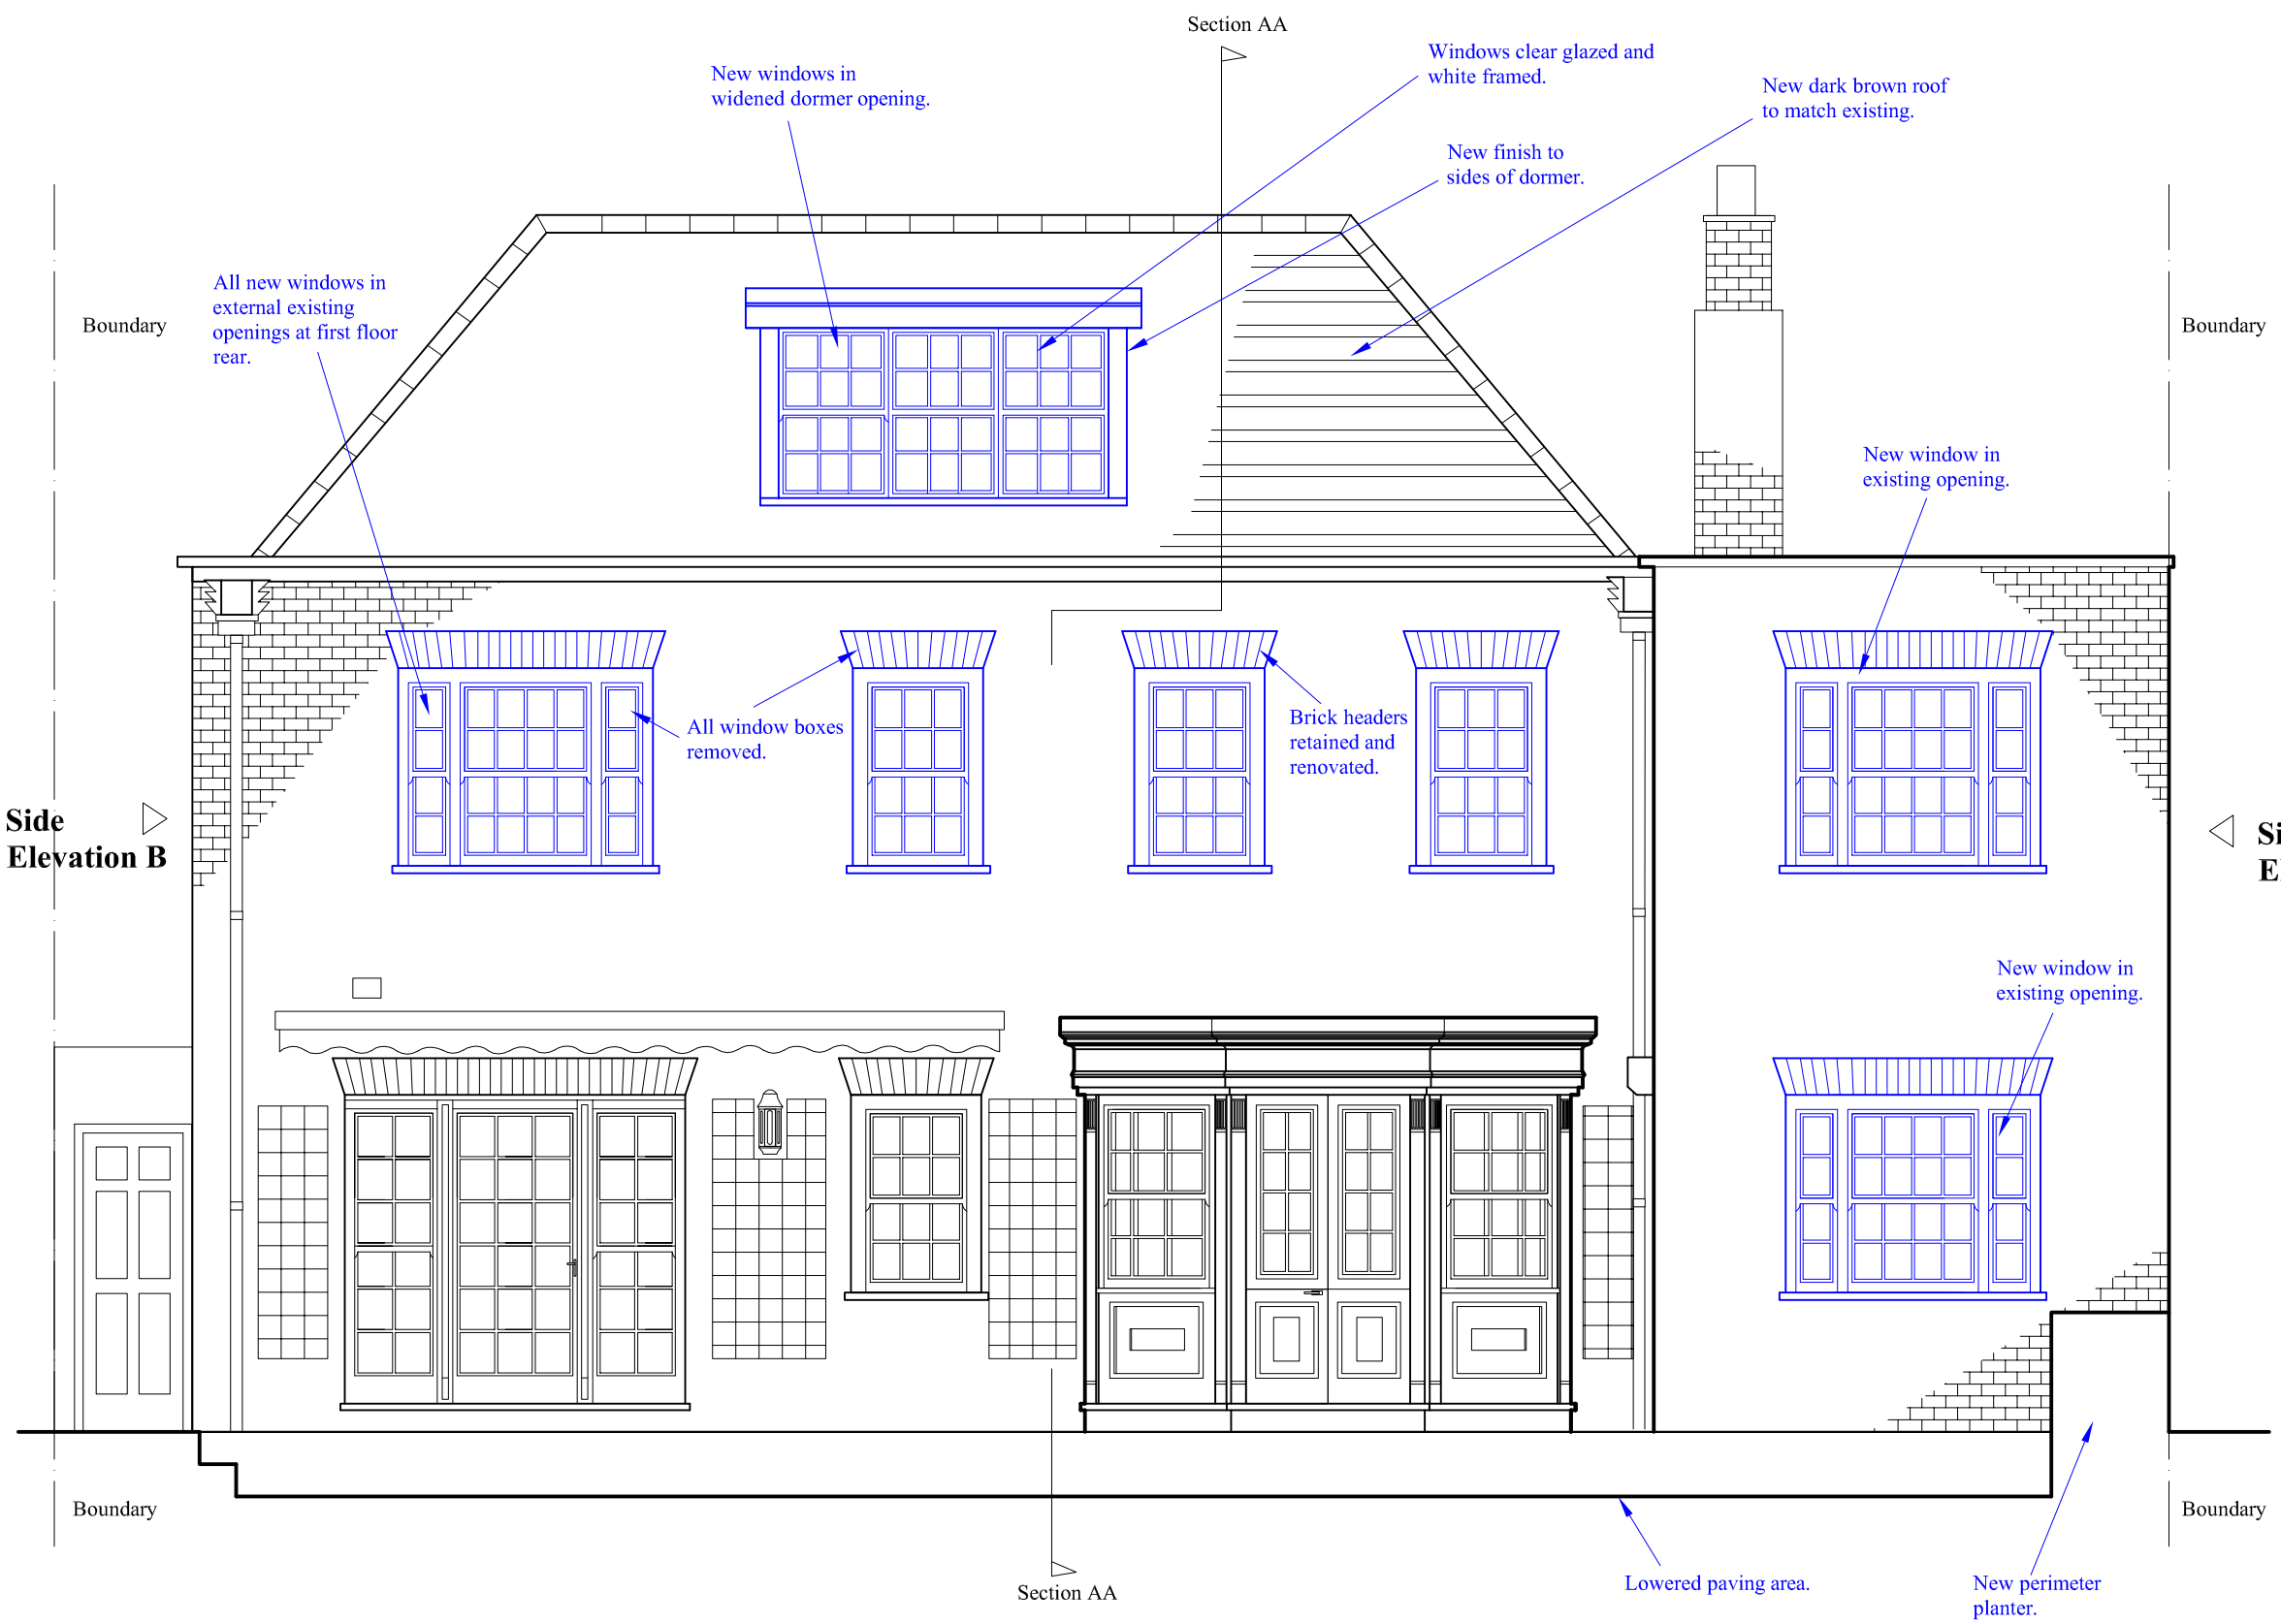 Section AA
Windows clear glazed and
white framed.
New windows in
widened dormer opening.
New dark brown roof
to match existing.
New finish to
sides of dormer.
All new windows in
external existing
openings at first floor
rear.
Boundary
Boundary
New window in
existing opening.
All window boxes
removed.
Brick headers
retained and
renovated.
Side
Elevation B
Si
E
New window in
existing opening.
Boundary
Boundary
Lowered paving area.
New perimeter
planter.
Section AA